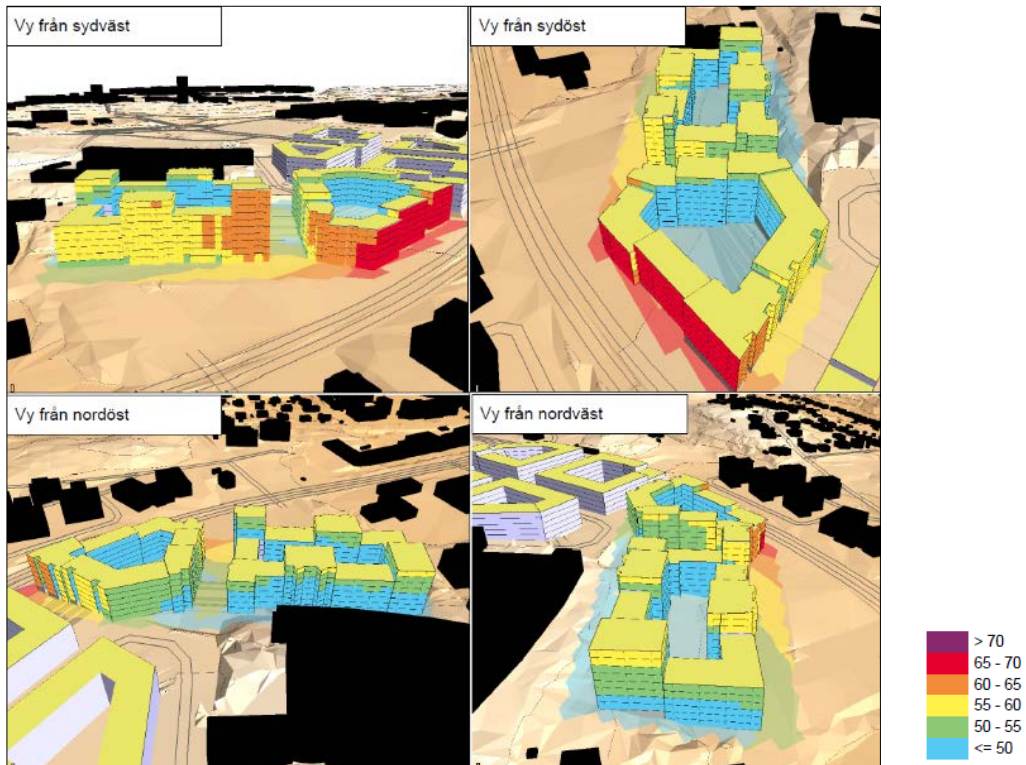 Vy från sydväst
Vy från sydöst
Vy från nordöst
Vy från nordväst
> 70
65 - 70
60 - 65
55 - 60
50 - 55
<= 50